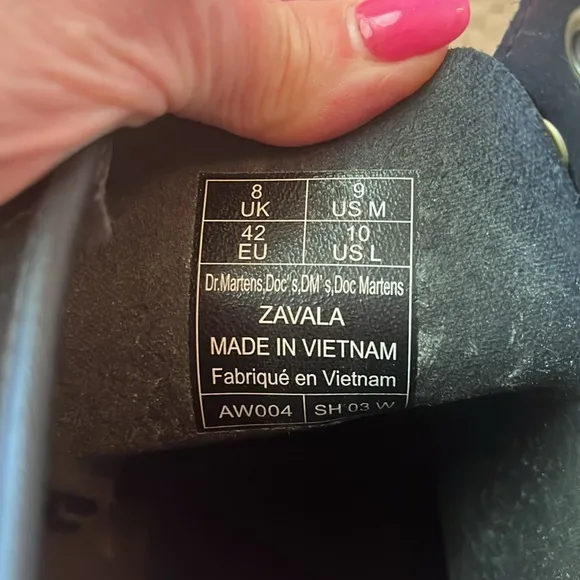 8 UK 9 US M
42 EU 10 US L
Dr.Martens,Doc's,DM's,Doc Martens
ZAVALA
MADE IN VIETNAM
Fabriqué en Vietnam
AW004 SH 03 W